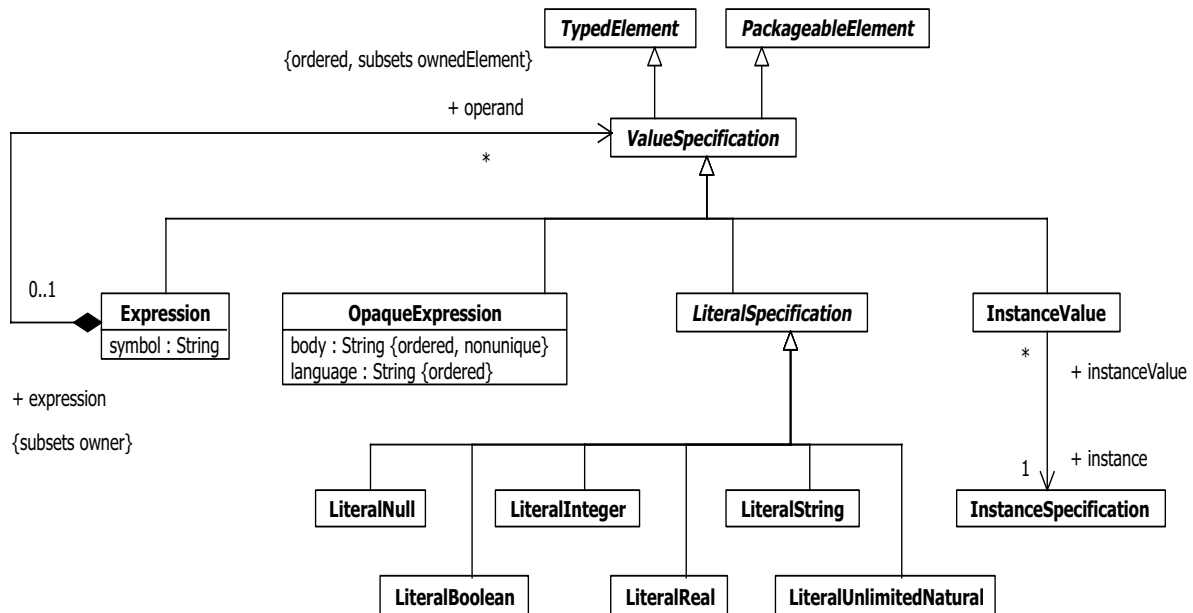 TypedElement
PackageableElement
{ordered, subsets ownedElement}
+ operand
ValueSpecification
*
0..1
Expression
symbol : String
OpaqueExpression
body : String {ordered, nonunique}
language : String {ordered}
LiteralSpecification
InstanceValue
*
+ instanceValue
+ expression
{subsets owner}
1
+ instance
LiteralNull
LiteralInteger
LiteralString
InstanceSpecification
LiteralBoolean
LiteralReal
LiteralUnlimitedNatural